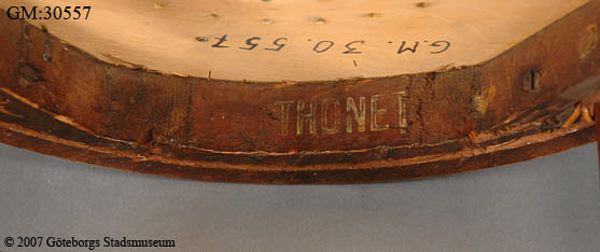 GM:30557
G.M. 30.557.
THONET
© 2007 Göteborgs Stadsmuseum